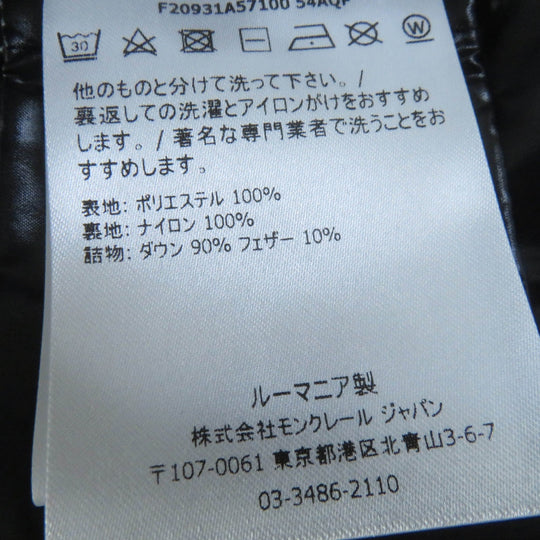 F20931A57100 54AQP
30
他のものと分けて洗って下さい。/
裏返しての洗濯とアイロンがけをおすすめ
します。/ 著名な専門業者で洗うことをお
すすめします。
表地: ポリエステル 100%
裏地: ナイロン 100%
詰物: ダウン 90% フェザー 10%
ルーマニア製
株式会社モンクレール ジャパン
〒107-0061 東京都港区北青山3-6-7
03-3486-2110